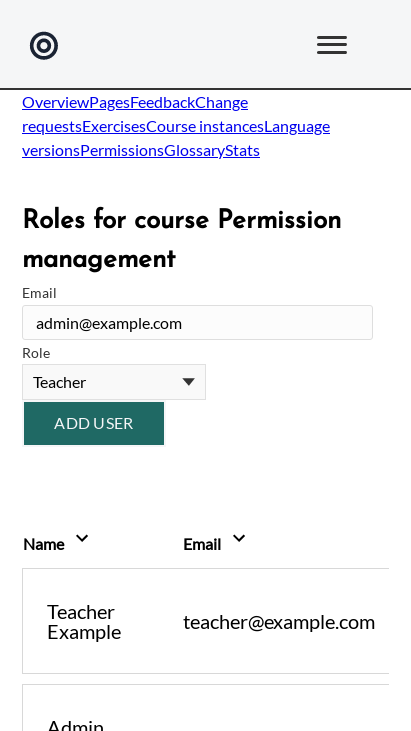 OverviewPagesFeedbackChange
requestsExercisesCourse instancesLanguage
versionsPermissionsGlossaryStats
Roles for course Permission
management
Email
admin@example.com
Role
Teacher
ADD USER
Name Email
Teacher
Example
teacher@example.com
Admin